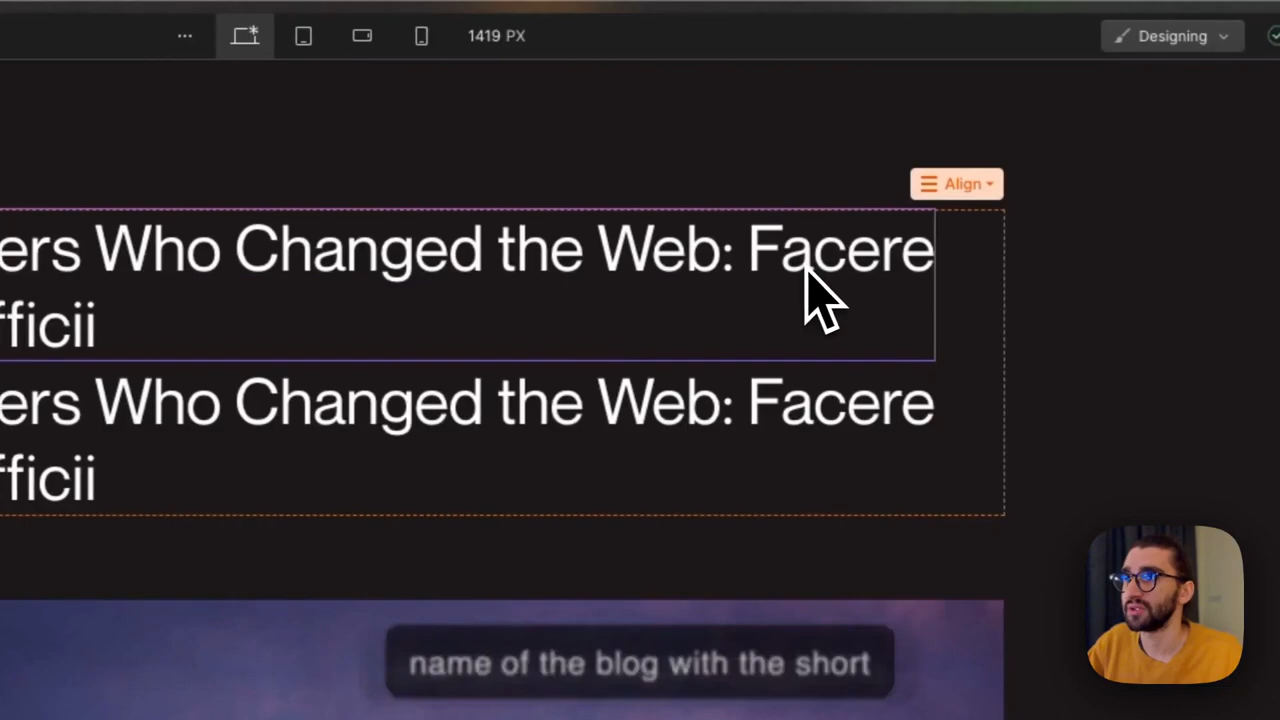 ... 1419 PX Designing
Align
ers Who Changed the Web: Facere
fficii
ers Who Changed the Web: Facere
fficii
name of the blog with the short